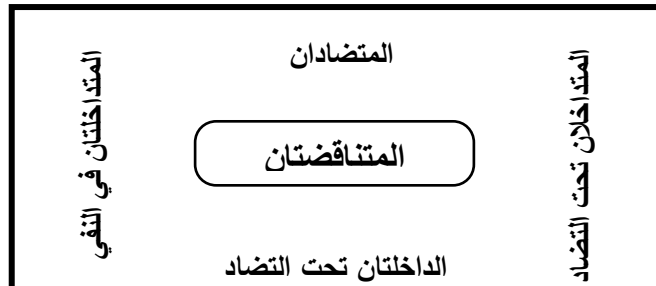 المتضادان
المتداخلان تحت التضاد
المتناقضتان
المتداخلتان في النفي
الداخلتان تحت التضاد